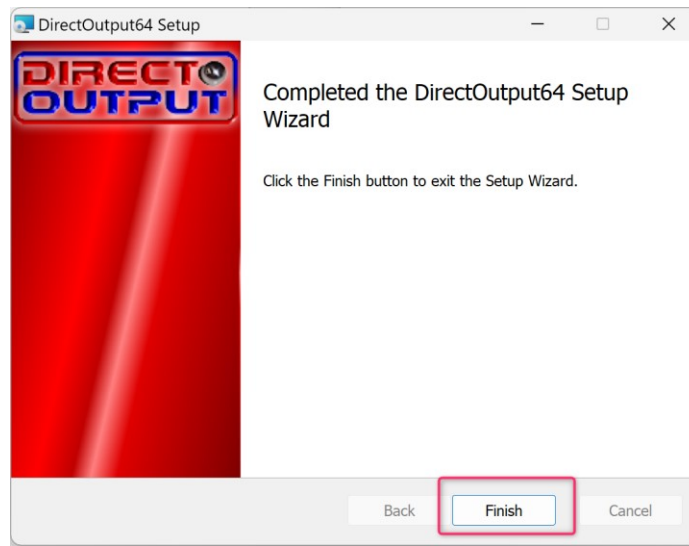 DirectOutput64 Setup
DIRECT
OUTPUT
Completed the DirectOutput64 Setup
Wizard
Click the Finish button to exit the Setup Wizard.
Back
Finish
Cancel